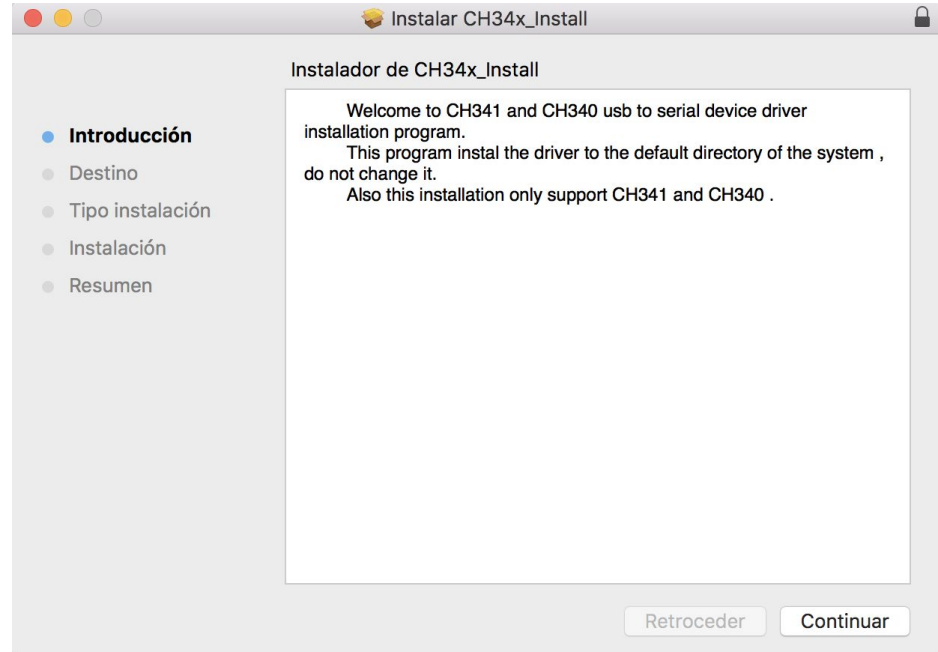 Instalar CH34x_Install
Instalador de CH34x_Install
Introducción
Destino
Tipo instalación
Instalación
Resumen
Welcome to CH341 and CH340 usb to serial device driver
installation program.
This program instal the driver to the default directory of the system ,
do not change it.
Also this installation only support CH341 and CH340 .
Retroceder
Continuar